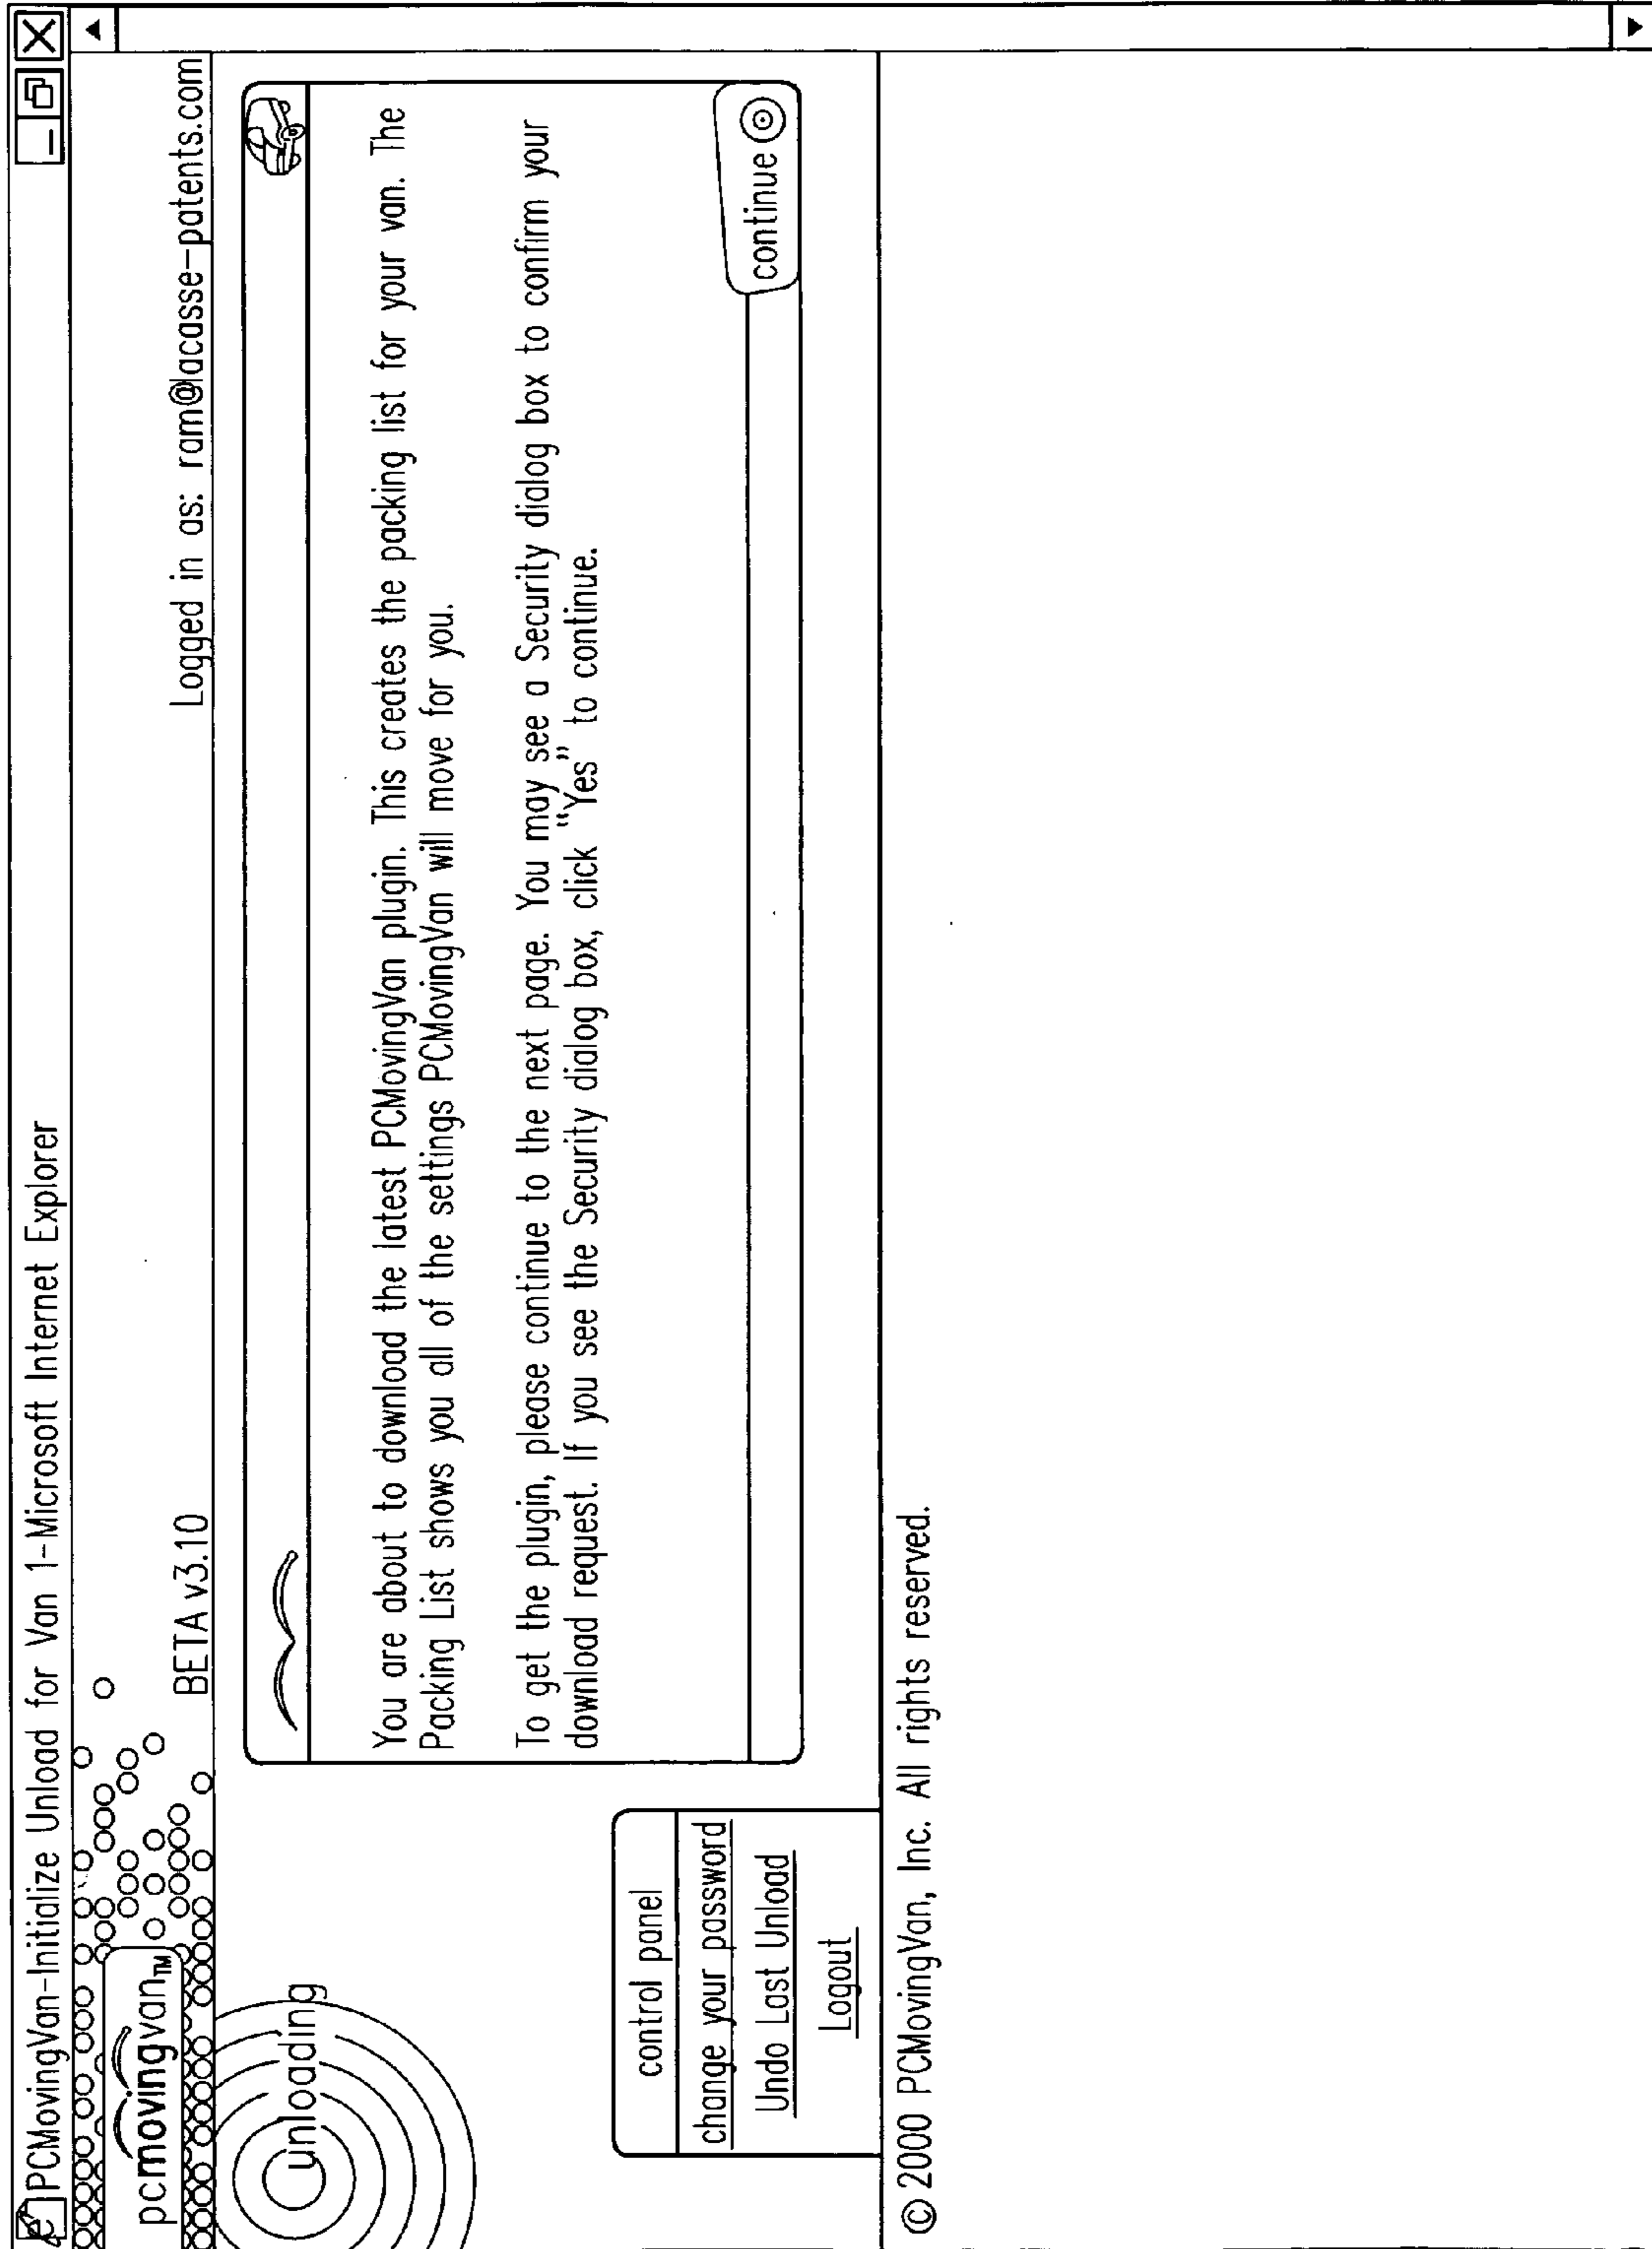 PCMovingVan-Initialize Unload for Van 1-Microsoft Internet Explorer
pcmovingvan™
BETA v3.10
Logged in as: ram@lacasse-patents.com
unloading
You are about to download the latest PCMovingVan plugin. This creates the packing list for your van. The
Packing List shows you all of the settings PCMovingVan will move for you.
To get the plugin, please continue to the next page. You may see a Security dialog box to confirm your
download request. If you see the Security dialog box, click “Yes” to continue.
continue
control panel
change your password
Undo Last Unload
Logout
© 2000 PCMovingVan, Inc. All rights reserved.